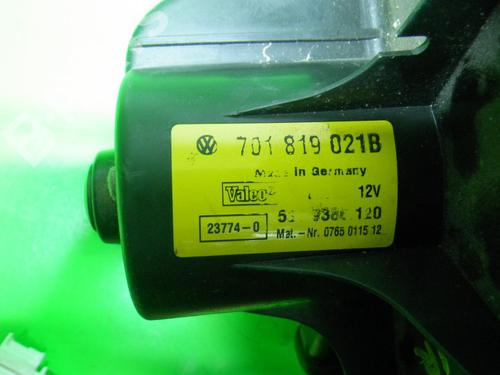 701 819 021B
Made in Germany
Valeo
12V
120
23774-0
Mat.-Nr. 0765 0115 12